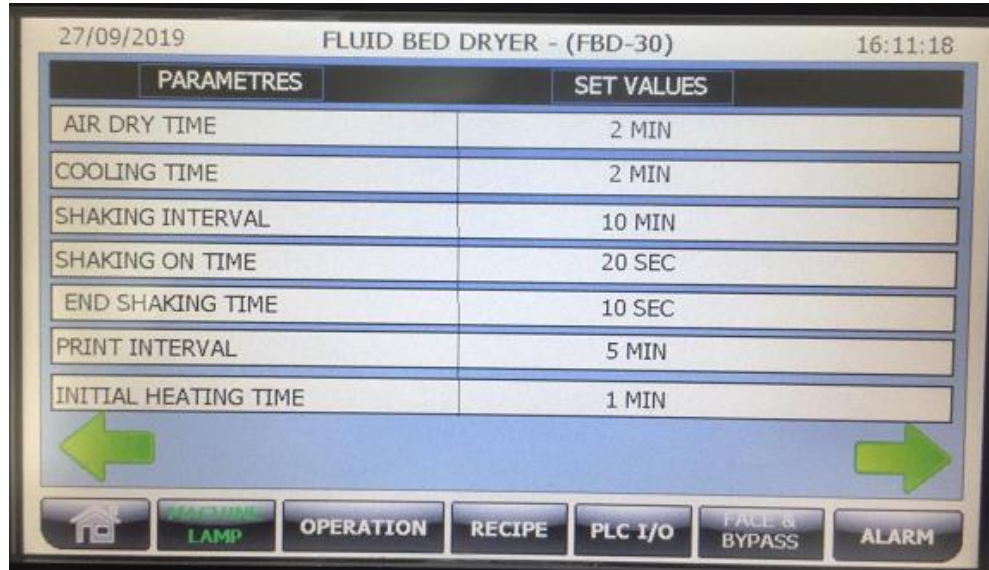 27/09/2019 FLUID BED DRYER - (FBD-30) 16:11:18
PARAMETRES SET VALUES
AIR DRY TIME 2 MIN
COOLING TIME 2 MIN
SHAKING INTERVAL 10 MIN
SHAKING ON TIME 20 SEC
END SHAKING TIME 10 SEC
PRINT INTERVAL 5 MIN
INITIAL HEATING TIME 1 MIN
MACHINE
LAMP
OPERATION RECIPE PLC I/O
FACE &
BYPASS
ALARM